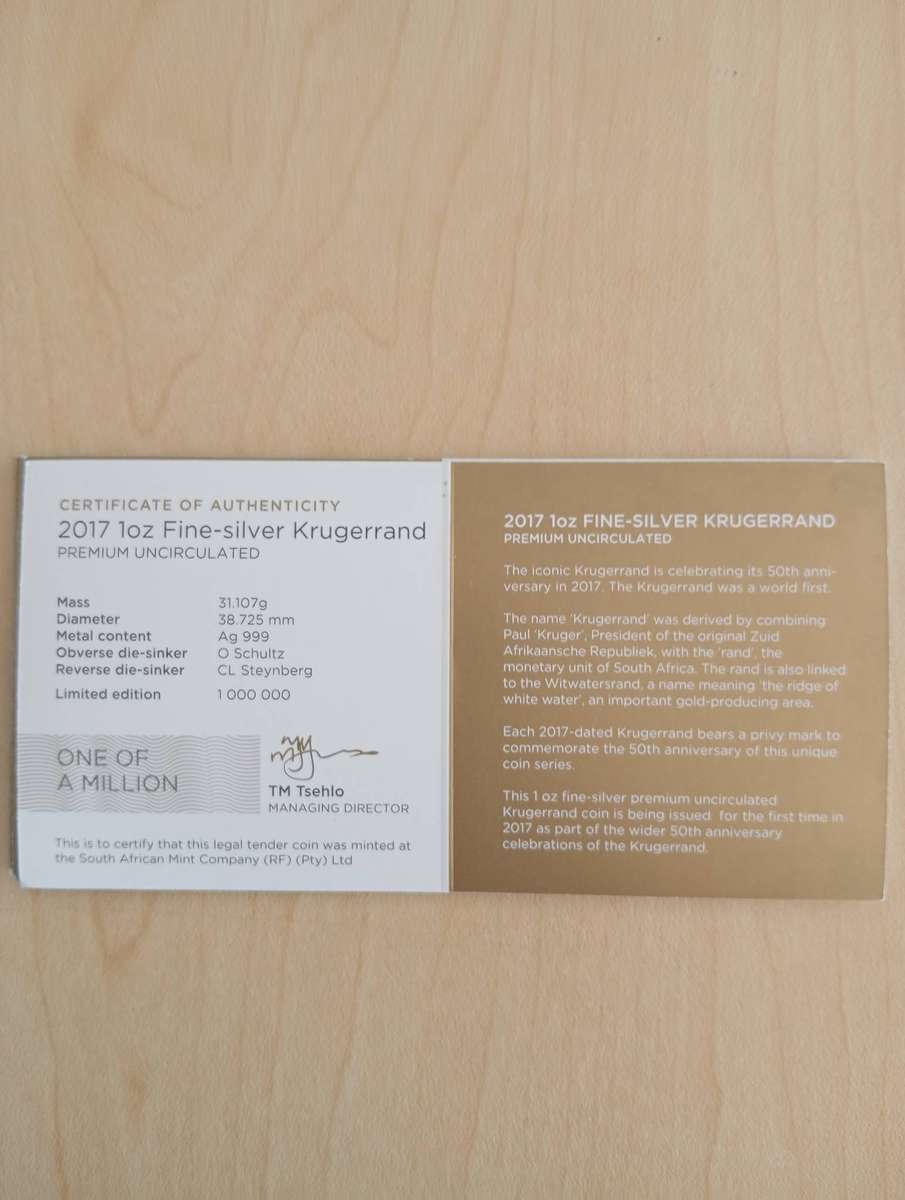 CERTIFICATE OF AUTHENTICITY
2017 1oz Fine-silver Krugerrand
PREMIUM UNCIRCULATED
Mass 31.107g
Diameter 38.725 mm
Metal content Ag 999
Obverse die-sinker O Schultz
Reverse die-sinker CL Steynberg
Limited edition 1 000 000
ONE OF
A MILLION
TM Tsehlo
MANAGING DIRECTOR
This is to certify that this legal tender coin was minted at
the South African Mint Company (RF) (Pty) Ltd
2017 1oz FINE-SILVER KRUGERRAND
PREMIUM UNCIRCULATED
The iconic Krugerrand is celebrating its 50th anni-
versary in 2017. The Krugerrand was a world first.
The name 'Krugerrand' was derived by combining
Paul 'Kruger', President of the original Zuid
Afrikaansche Republiek, with the 'rand', the
monetary unit of South Africa. The rand is also linked
to the Witwatersrand, a name meaning 'the ridge of
white water', an important gold-producing area.
Each 2017-dated Krugerrand bears a privy mark to
commemorate the 50th anniversary of this unique
coin series.
This 1 oz fine-silver premium uncirculated
Krugerrand coin is being issued for the first time in
2017 as part of the wider 50th anniversary
celebrations of the Krugerrand.